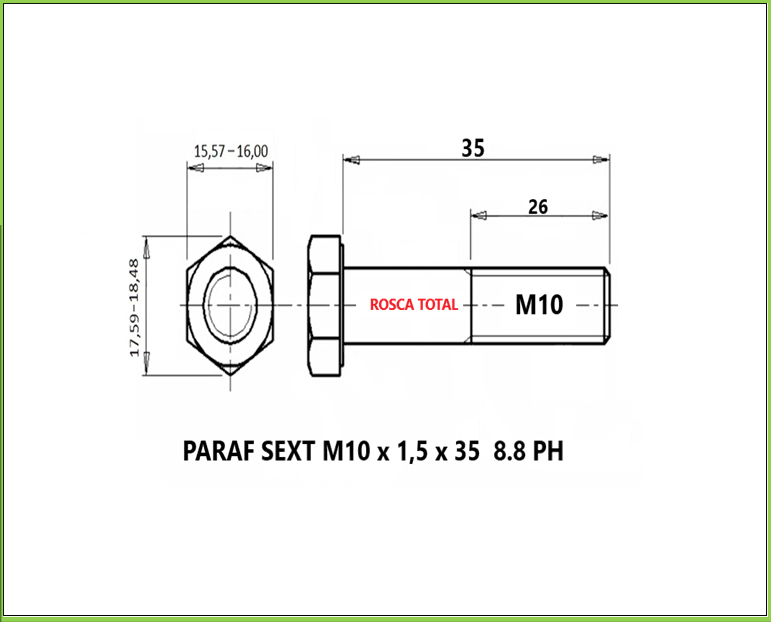 15,57–16,00
35
26
17,59–18,48
ROSCA TOTAL
M10
PARAF SEXT M10 x 1,5 x 35 8.8 PH